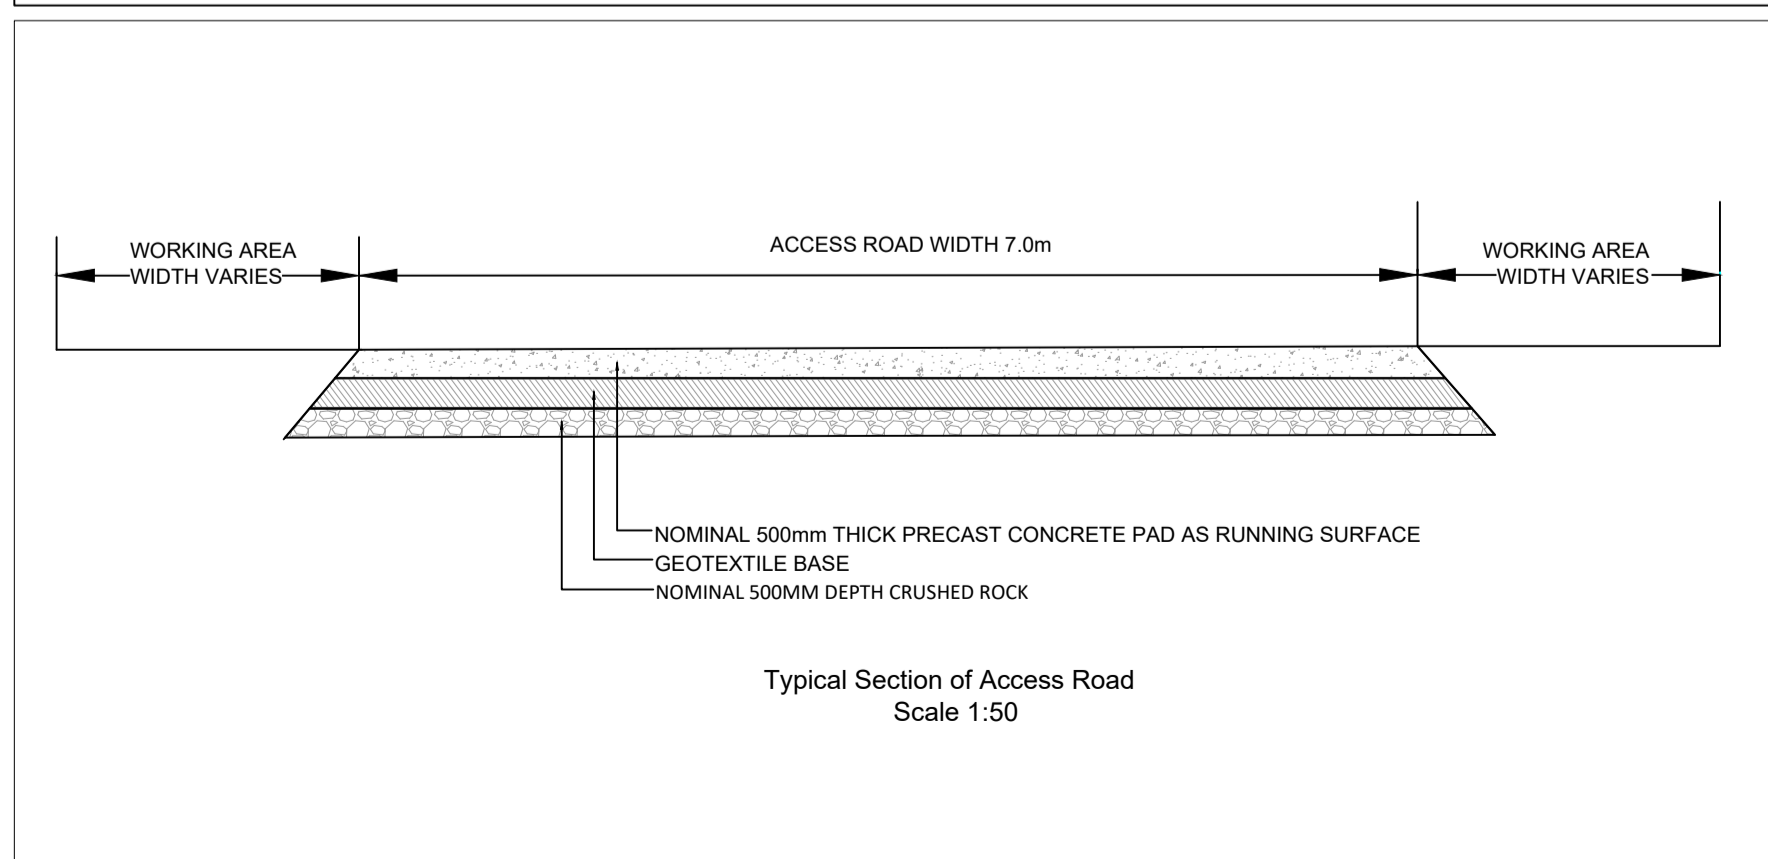 WORKING AREA
WIDTH VARIES
ACCESS ROAD WIDTH 7.0m
WORKING AREA
WIDTH VARIES
NOMINAL 500mm THICK PRECAST CONCRETE PAD AS RUNNING SURFACE
GEOTEXTILE BASE
NOMINAL 500MM DEPTH CRUSHED ROCK
Typical Section of Access Road
Scale 1:50